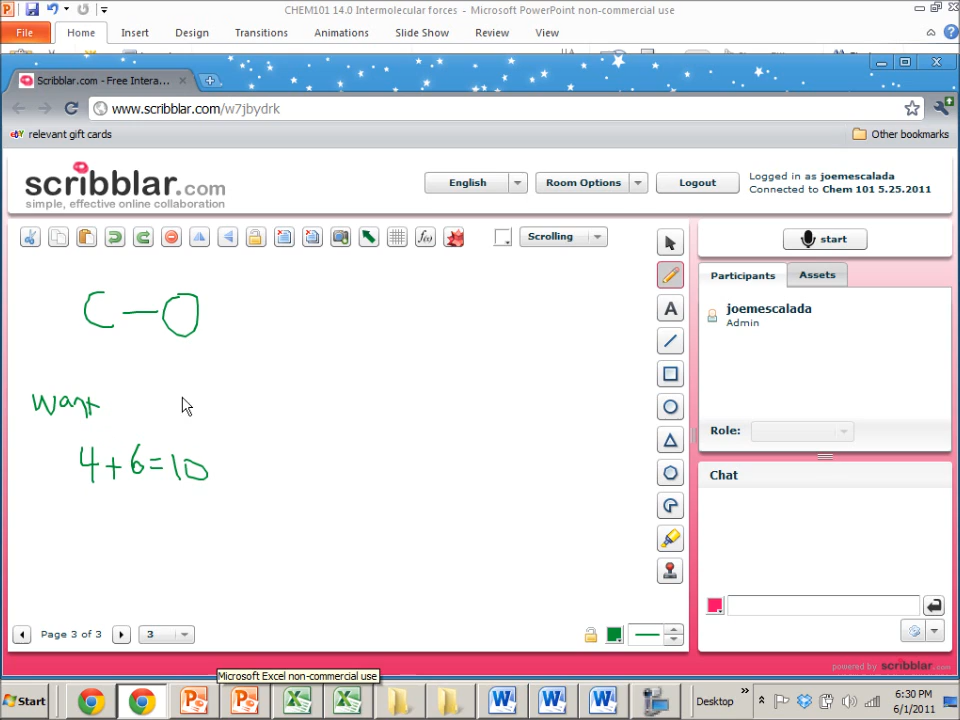 CHEM101 14.0 Intermolecular forces - Microsoft PowerPoint non-commercial use
File Home Insert Design Transitions Animations Slide Show Review View
Scribblar.com - Free Intera...
www.scribblar.com/w7jbydrk
ebY relevant gift cards Other bookmarks
scribblar.com
simple, effective online collaboration
English Room Options Logout
Logged in as joemescalada
Connected to Chem 101 5.25.2011
f(x) Scrolling
start
Participants Assets
joemescalada
Admin
C - O
want
4+6=10
A
Role:
Chat
Page 3 of 3 3
powered by scribblar.com
Microsoft Excel non-commercial use
Start Desktop 6:30 PM
6/1/2011